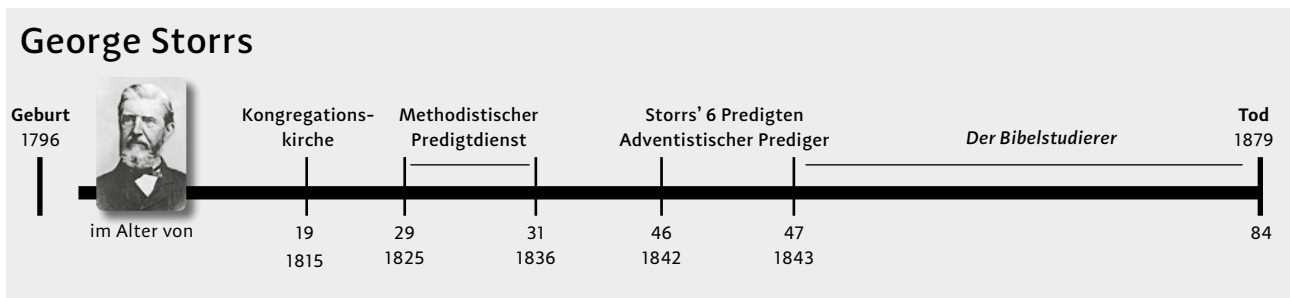 George Storrs
Geburt
1796
Kongregations-
kirche
Methodistischer
Predigtdienst
Storrs’ 6 Predigten
Adventistischer Prediger
Der Bibelstudierer
Tod
1879
im Alter von
19
1815
29
1825
31
1836
46
1842
47
1843
84